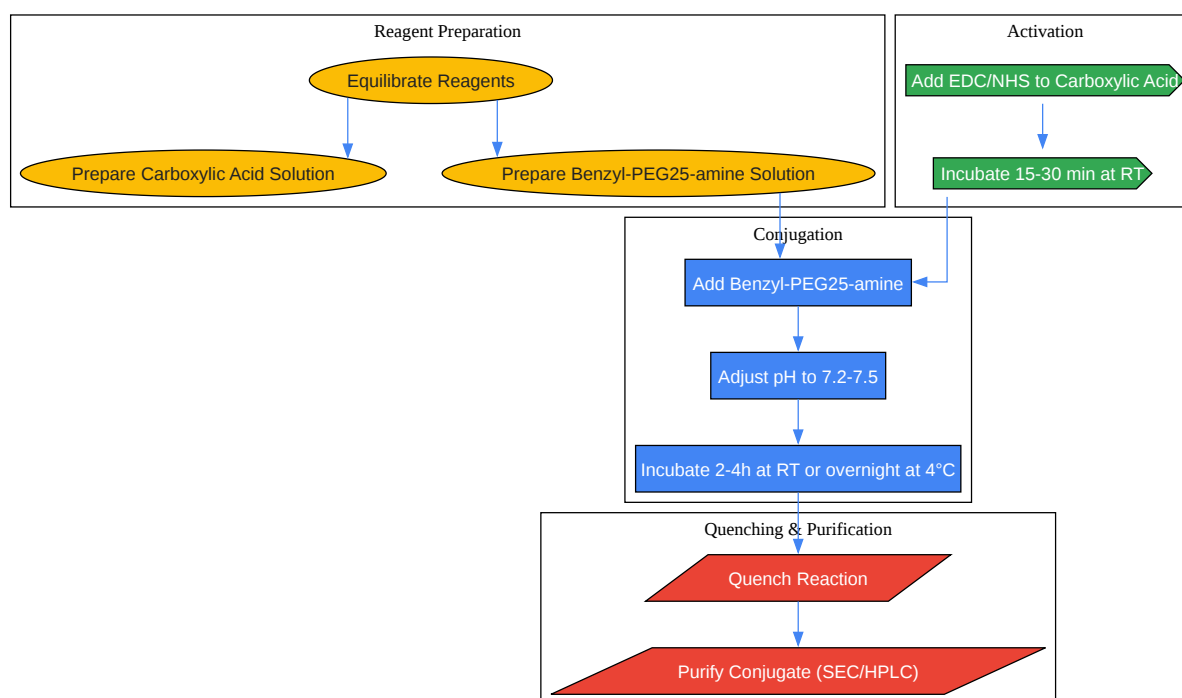 Reagent Preparation
Equilibrate Reagents
Prepare Carboxylic Acid Solution
Prepare Benzyl-PEG25-amine Solution
Activation
Add EDC/NHS to Carboxylic Acid
Incubate 15-30 min at RT
Conjugation
Add Benzyl-PEG25-amine
Adjust pH to 7.2-7.5
Incubate 2-4h at RT or overnight at 4°C
Quenching & Purification
Quench Reaction
Purify Conjugate (SEC/HPLC)